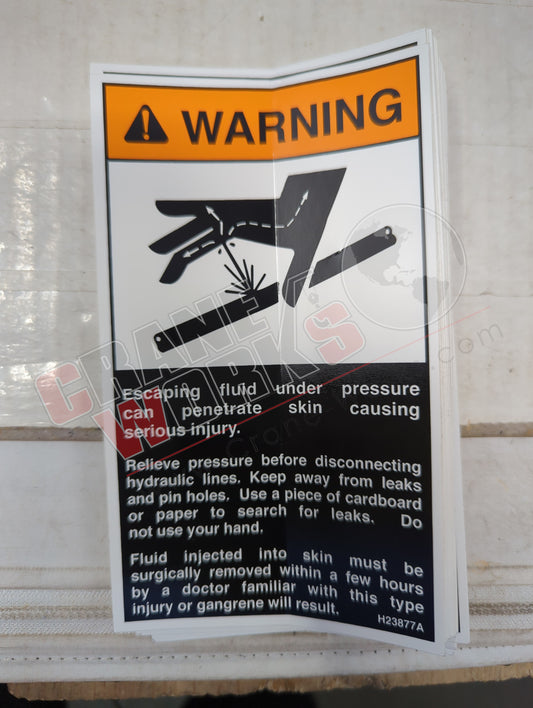 WARNING
Escaping fluid under pressure
can penetrate skin causing
serious injury.
Relieve pressure before disconnecting
hydraulic lines. Keep away from leaks
and pin holes. Use a piece of cardboard
or paper to search for leaks. Do
not use your hand.
Fluid injected into skin must be
surgically removed within a few hours
by a doctor familiar with this type
injury or gangrene will result.
H23877A
CRANE
WORKS